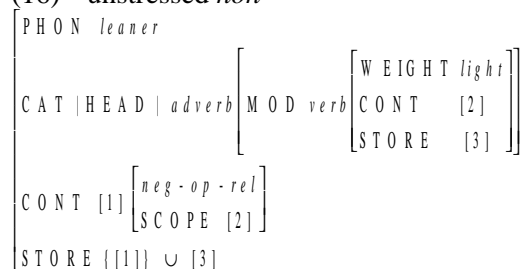 (16) unstressed non
PHON leaner
WEIGHT light
CAT |HEAD | adverb MOD verb CONT [2]
STORE [3]
CONT [1] neg-op-rel
SCOPE [2]
STORE {[1]} ∪ [3]